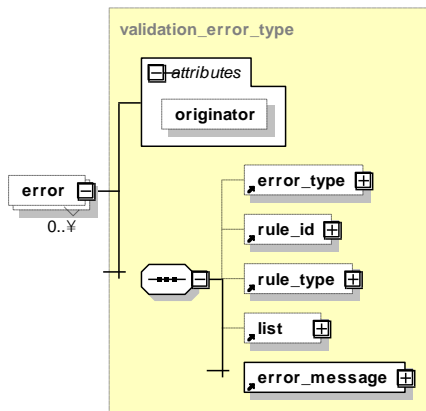 validation_error_type
attributes
originator
error
0..¥
error_type
rule_id
rule_type
list
error_message